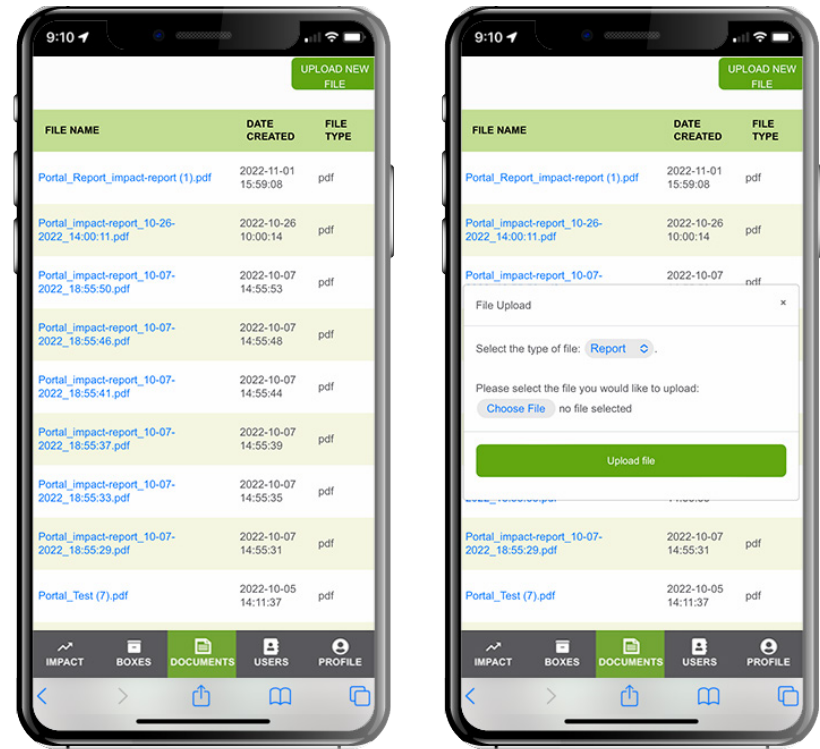 9:10
UPLOAD NEW
FILE
FILE NAME
DATE
CREATED
FILE
TYPE
Portal_Report_impact-report (1).pdf
2022-11-01
15:59:08
pdf
Portal_impact-report_10-26-
2022_14:00:11.pdf
2022-10-26
10:00:14
pdf
Portal_impact-report_10-07-
2022_18:55:50.pdf
2022-10-07
14:55:53
pdf
Portal_impact-report_10-07-
2022_18:55:46.pdf
2022-10-07
14:55:48
pdf
Portal_impact-report_10-07-
2022_18:55:41.pdf
2022-10-07
14:55:44
pdf
Portal_impact-report_10-07-
2022_18:55:37.pdf
2022-10-07
14:55:39
pdf
Portal_impact-report_10-07-
2022_18:55:33.pdf
2022-10-07
14:55:35
pdf
Portal_impact-report_10-07-
2022_18:55:29.pdf
2022-10-07
14:55:31
pdf
Portal_Test (7).pdf
2022-10-05
14:11:37
pdf
IMPACT
BOXES
DOCUMENTS
USERS
PROFILE
9:10
UPLOAD NEW
FILE
FILE NAME
DATE
CREATED
FILE
TYPE
Portal_Report_impact-report (1).pdf
2022-11-01
15:59:08
pdf
Portal_impact-report_10-26-
2022_14:00:11.pdf
2022-10-26
10:00:14
pdf
Portal_impact-report_10-07-
2022-10-07
pdf
File Upload
×
Select the type of file: Report .
Please select the file you would like to upload:
Choose File no file selected
Upload file
Portal_impact-report_10-07-
2022_18:55:29.pdf
2022-10-07
14:55:31
pdf
Portal_Test (7).pdf
2022-10-05
14:11:37
pdf
IMPACT
BOXES
DOCUMENTS
USERS
PROFILE